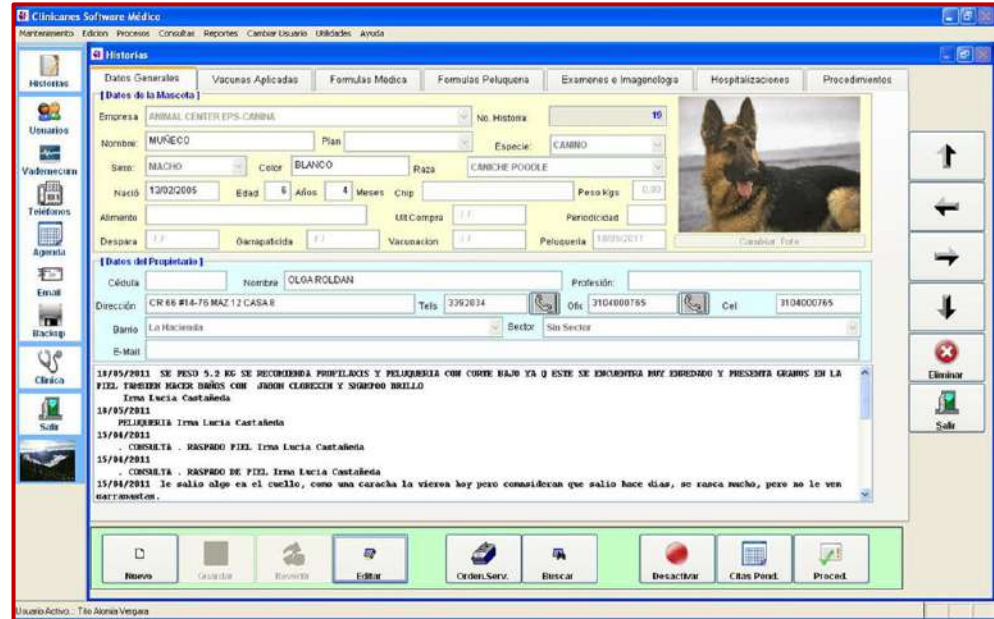 Clinicanes Software Médico
Mantenimiento Edicion Procesos Consultas Reportes Cambiar Usuario Utilidades Ayuda
Historias
Usuarios
Vademecum
Teléfonos
Agenda
Email
Backup
Clínica
Salir
Historias
Datos Generales Vacunas Aplicadas Formulas Medica Formulas Peluqueria Examenes e Imagenologia Hospitalizaciones Procedimientos
[ Datos de la Mascota ]
Empresa ANIMAL CENTER EPS-CANINA No. Historia: 19
Nombre: MUÑECO Plan Especie: CANINO
Sexo: MACHO Color BLANCO Raza CANICHE POODLE
Nació 13/02/2005 Edad 6 Años 4 Meses Chip Peso Kgs 0,00
Alimento Ult.Compra / / Periodicidad
Despara / / Garrapaticida / / Vacunacion / / Peluqueria 18/05/2011
Cambiar Foto
[ Datos del Propietario ]
Cédula Nombre OLGA ROLDAN Profesión:
Dirección CR 66 #14-76 MAZ 12 CASA 8 Tels 3392834 Ofic 3104000765 Cel 3104000765
Barrio La Hacienda Sector Sin Sector
E-Mail
18/05/2011 SE PESO 5.2 KG SE RECOMIENDA PROFILAXIS Y PELUQUERIA CON CORTE BAJO YA Q ESTE SE ENCUENTRA MUY ENREDADO Y PRESENTA GRANOS EN LA
PIEL TAMBIEN HACER BAÑOS CON JABON CLOREXIN Y SHAMPOO BRILLO
Irma Lucia Castañeda
18/05/2011
PELUQUERIA Irma Lucia Castañeda
15/04/2011
. CONSULTA . RASPADO PIEL Irma Lucia Castañeda
15/04/2011
. CONSULTA . RASPADO DE PIEL Irma Lucia Castañeda
15/04/2011 le salio algo en el cuello, como una caracha la vieron hoy pero consideran que salio hace dias, se rasca mucho, pero no le ven
Eliminar
Salir
Nuevo Guardar Revertir Editar Orden.Serv. Buscar Desactivar Citas Pend. Proced.
Usuario Activo.: Tito Alonia Vergara